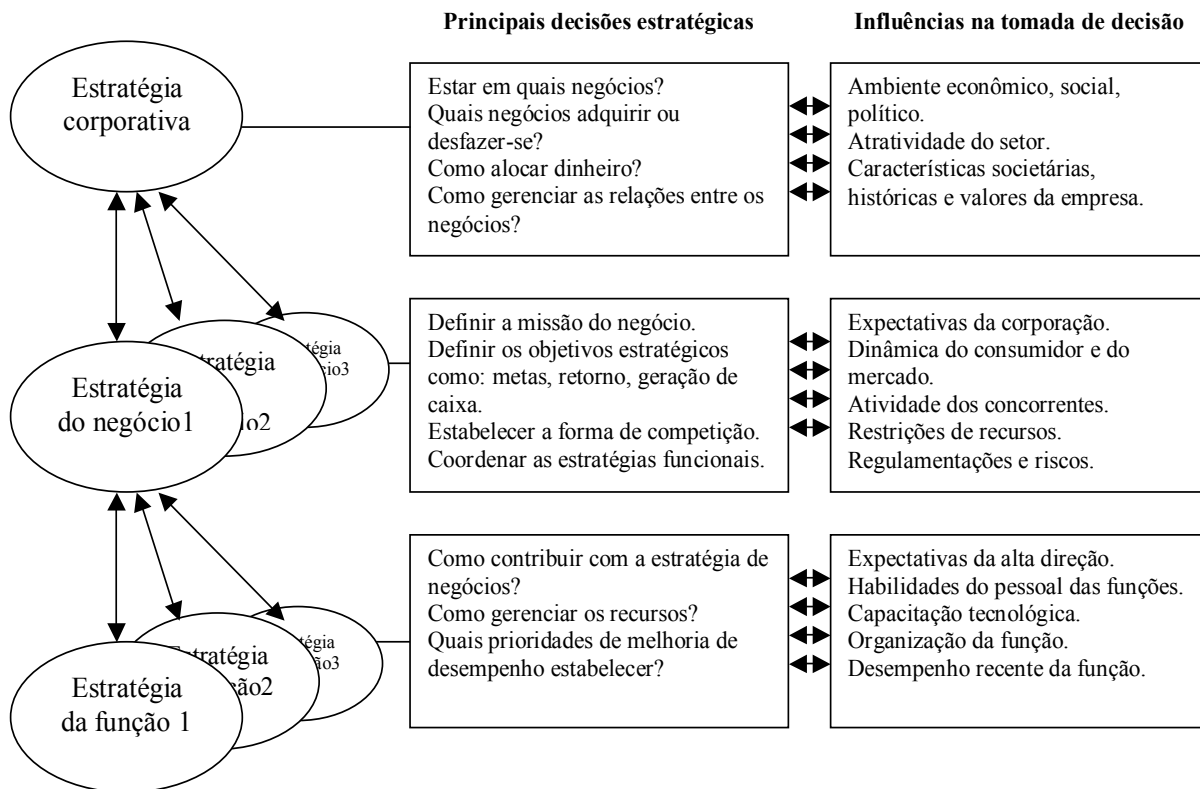 Principais decisões estratégicas
Influências na tomada de decisão
Estratégia
corporativa
Estar em quais negócios?
Quais negócios adquirir ou
desfazer-se?
Como alocar dinheiro?
Como gerenciar as relações entre os
negócios?
Ambiente econômico, social,
político.
Atratividade do setor.
Características societárias,
históricas e valores da empresa.
Estratégia
do negócio1
Definir a missão do negócio.
Definir os objetivos estratégicos
como: metas, retorno, geração de
caixa.
Estabelecer a forma de competição.
Coordenar as estratégias funcionais.
Expectativas da corporação.
Dinâmica do consumidor e do
mercado.
Atividade dos concorrentes.
Restrições de recursos.
Regulamentações e riscos.
Estratégia
da função 1
Como contribuir com a estratégia de
negócios?
Como gerenciar os recursos?
Quais prioridades de melhoria de
desempenho estabelecer?
Expectativas da alta direção.
Habilidades do pessoal das funções.
Capacitação tecnológica.
Organização da função.
Desempenho recente da função.